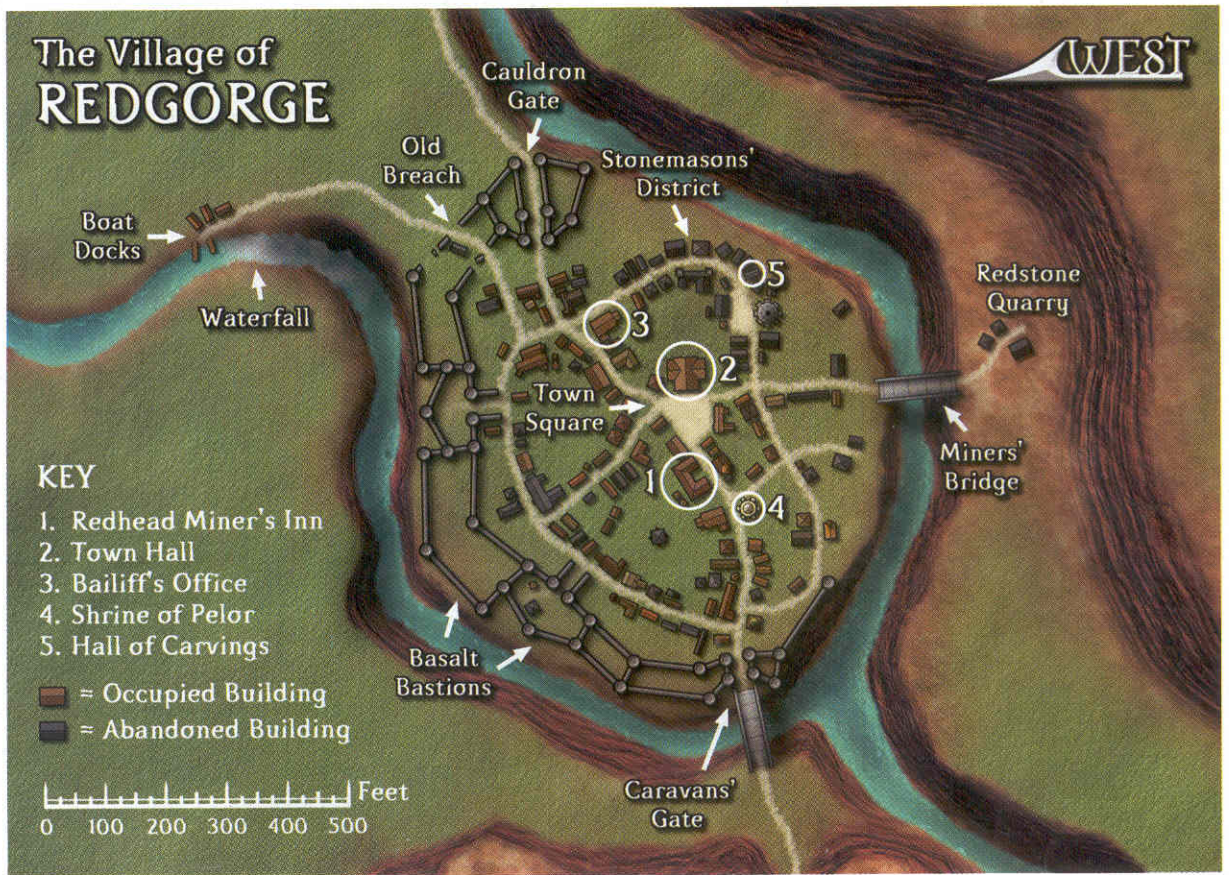 The Village of
REDGORGE
WEST
Cauldron
Gate
Old
Breach
Stonemasons'
District
Boat
Docks
Waterfall
5
Redstone
Quarry
3
2
Town
Square
Miners'
Bridge
1
4
KEY
1. Redhead Miner's Inn
2. Town Hall
3. Bailiff's Office
4. Shrine of Pelor
5. Hall of Carvings
= Occupied Building
= Abandoned Building
Basalt
Bastions
Caravans'
Gate
Feet
0 100 200 300 400 500